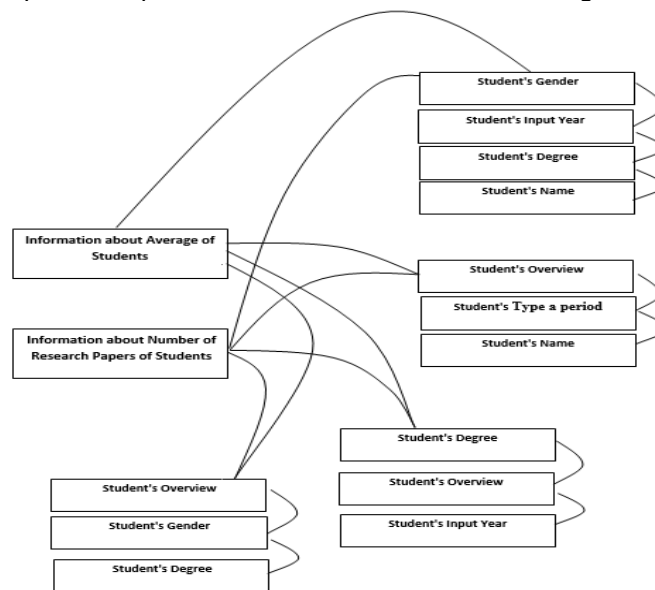 Student's Gender
Student's Input Year
Student's Degree
Student's Name
Information about Average of
Students
Student's Overview
Student's Type a period
Student's Name
Information about Number of
Research Papers of Students
Student's Degree
Student's Overview
Student's Input Year
Student's Overview
Student's Gender
Student's Degree